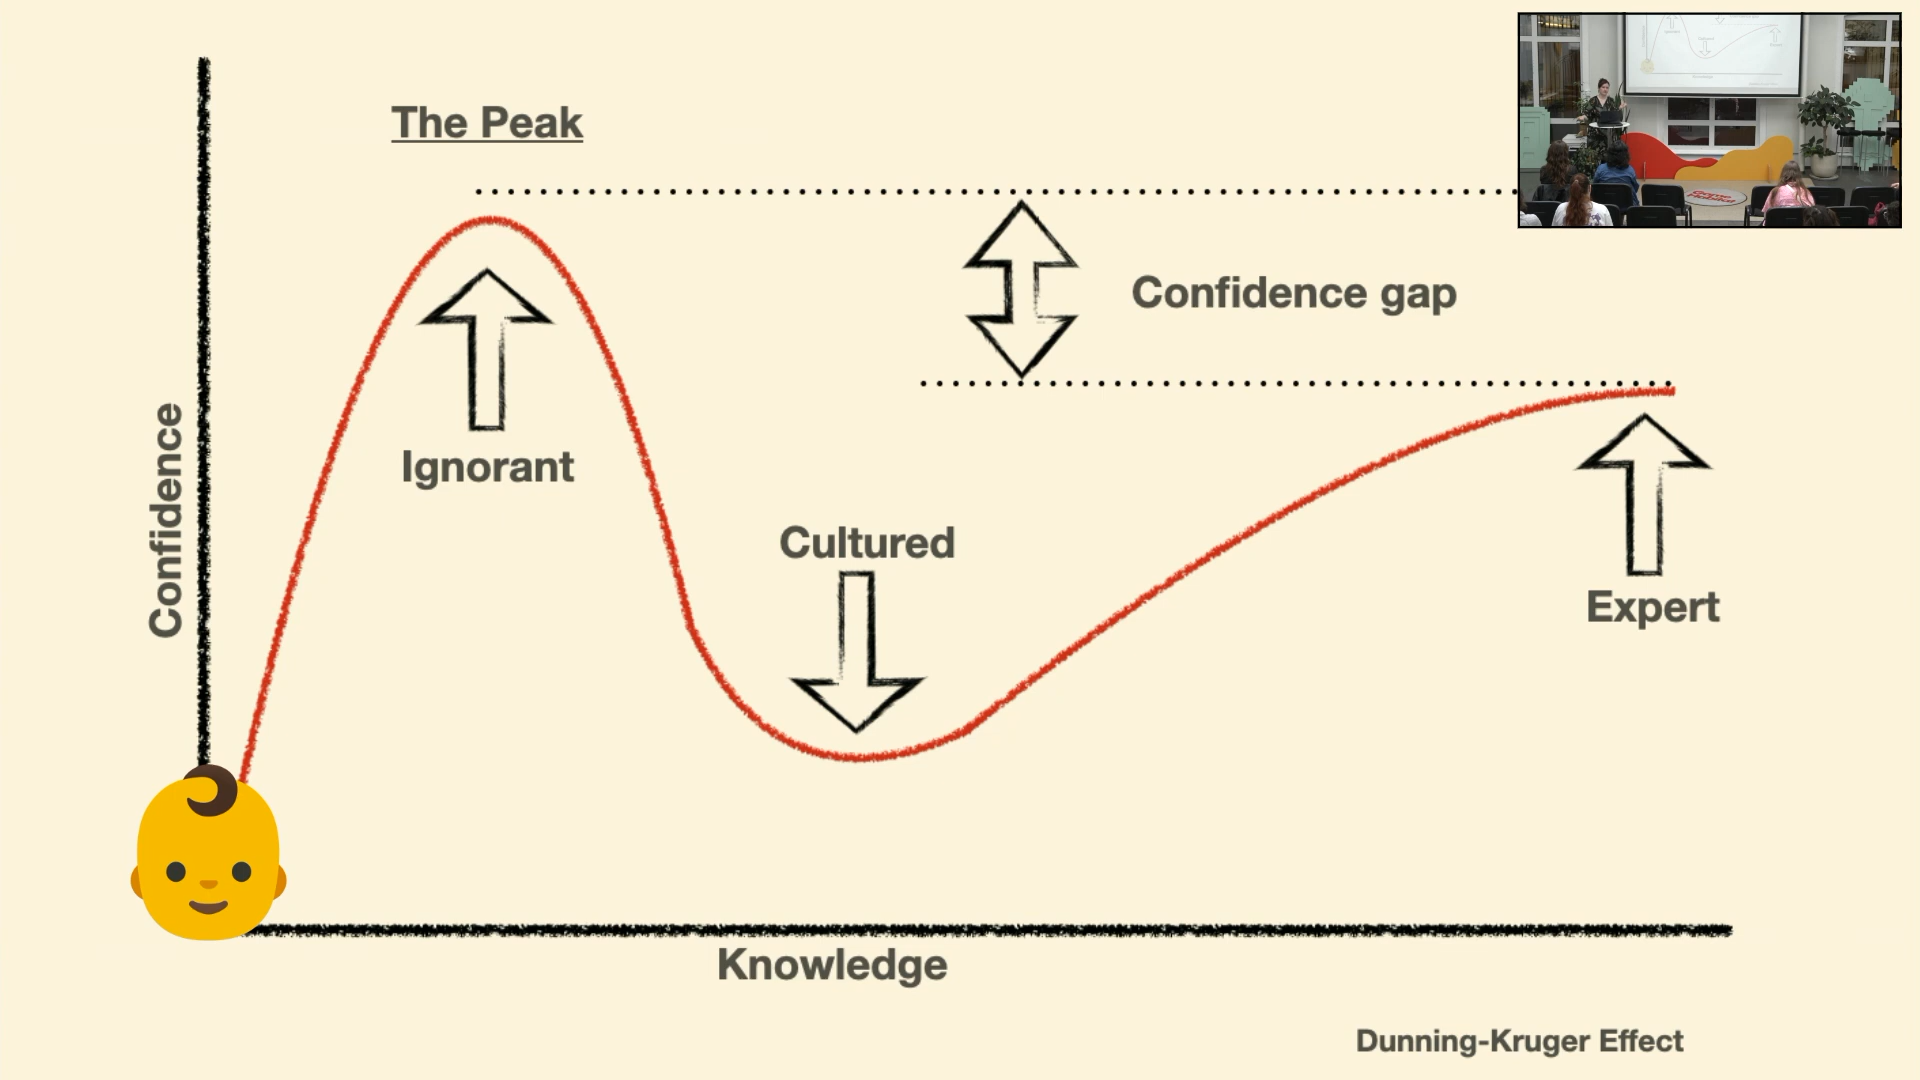 The Peak
Confidence gap
Ignorant
Cultured
Expert
Confidence
Knowledge
Dunning-Kruger Effect